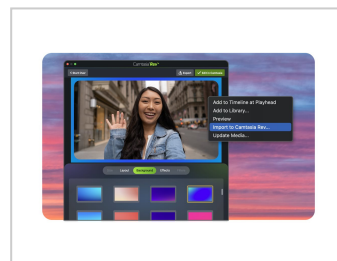 Camtasia Rev
Export
Layout
Background
Effects
Add to Timeline at Playhead
Add to Library...
Preview
Import to Camtasia Rev...
Update Media...